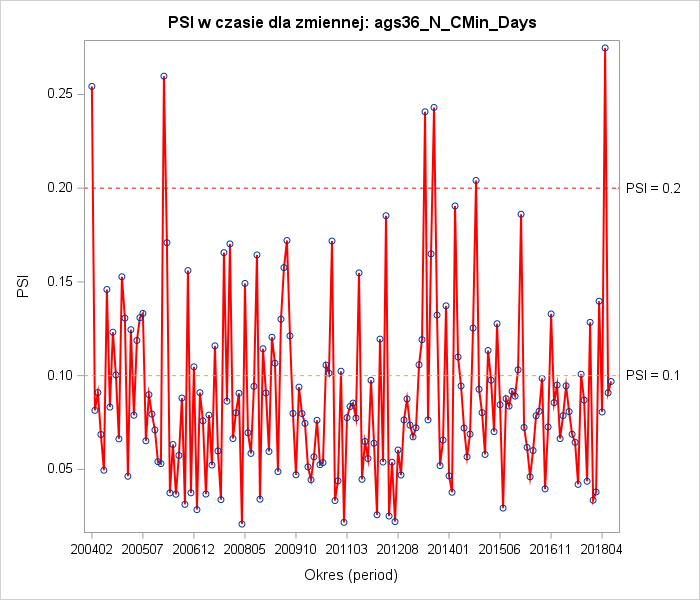 PSI w czasie dla zmiennej: ags36_N_CMin_Days
0.25
0.20
0.15
0.10
0.05
PSI
PSI = 0.2
PSI = 0.1
200402 200507 200612 200805 200910 201103 201208 201401 201506 201611 201804
Okres (period)